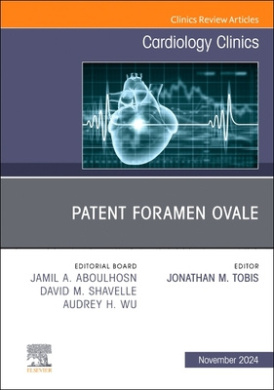 Clinics Review Articles
Cardiology Clinics
PATENT FORAMEN OVALE
EDITORIAL BOARD
JAMIL A. ABOULHOSN
DAVID M. SHAVELLE
AUDREY H. WU
EDITOR
JONATHAN M. TOBIS
ELSEVIER
November 2024